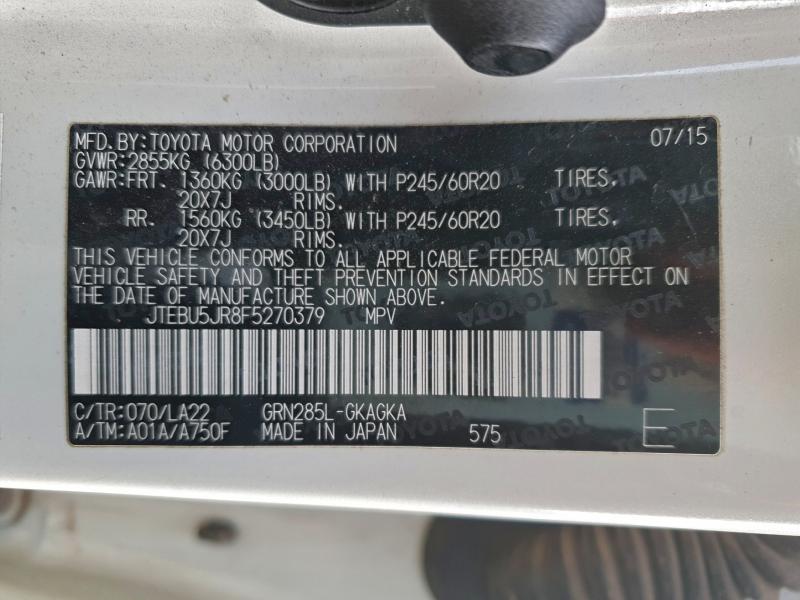 MFD.BY:TOYOTA MOTOR CORPORATION 07/15
GVWR:2855KG (6300LB)
GAWR:FRT. 1360KG (3000LB) WITH P245/60R20 TIRES.
20X7J RIMS.
RR. 1560KG (3450LB) WITH P245/60R20 TIRES.
20X7J RIMS.
THIS VEHICLE CONFORMS TO ALL APPLICABLE FEDERAL MOTOR
VEHICLE SAFETY AND THEFT PREVENTION STANDARDS IN EFFECT ON
THE DATE OF MANUFACTURE SHOWN ABOVE.
JTEBU5JR8F5270379 MPV
C/TR:070/LA22 GRN285L-GKAGKA
A/TM:A01A/A750F MADE IN JAPAN 575 E